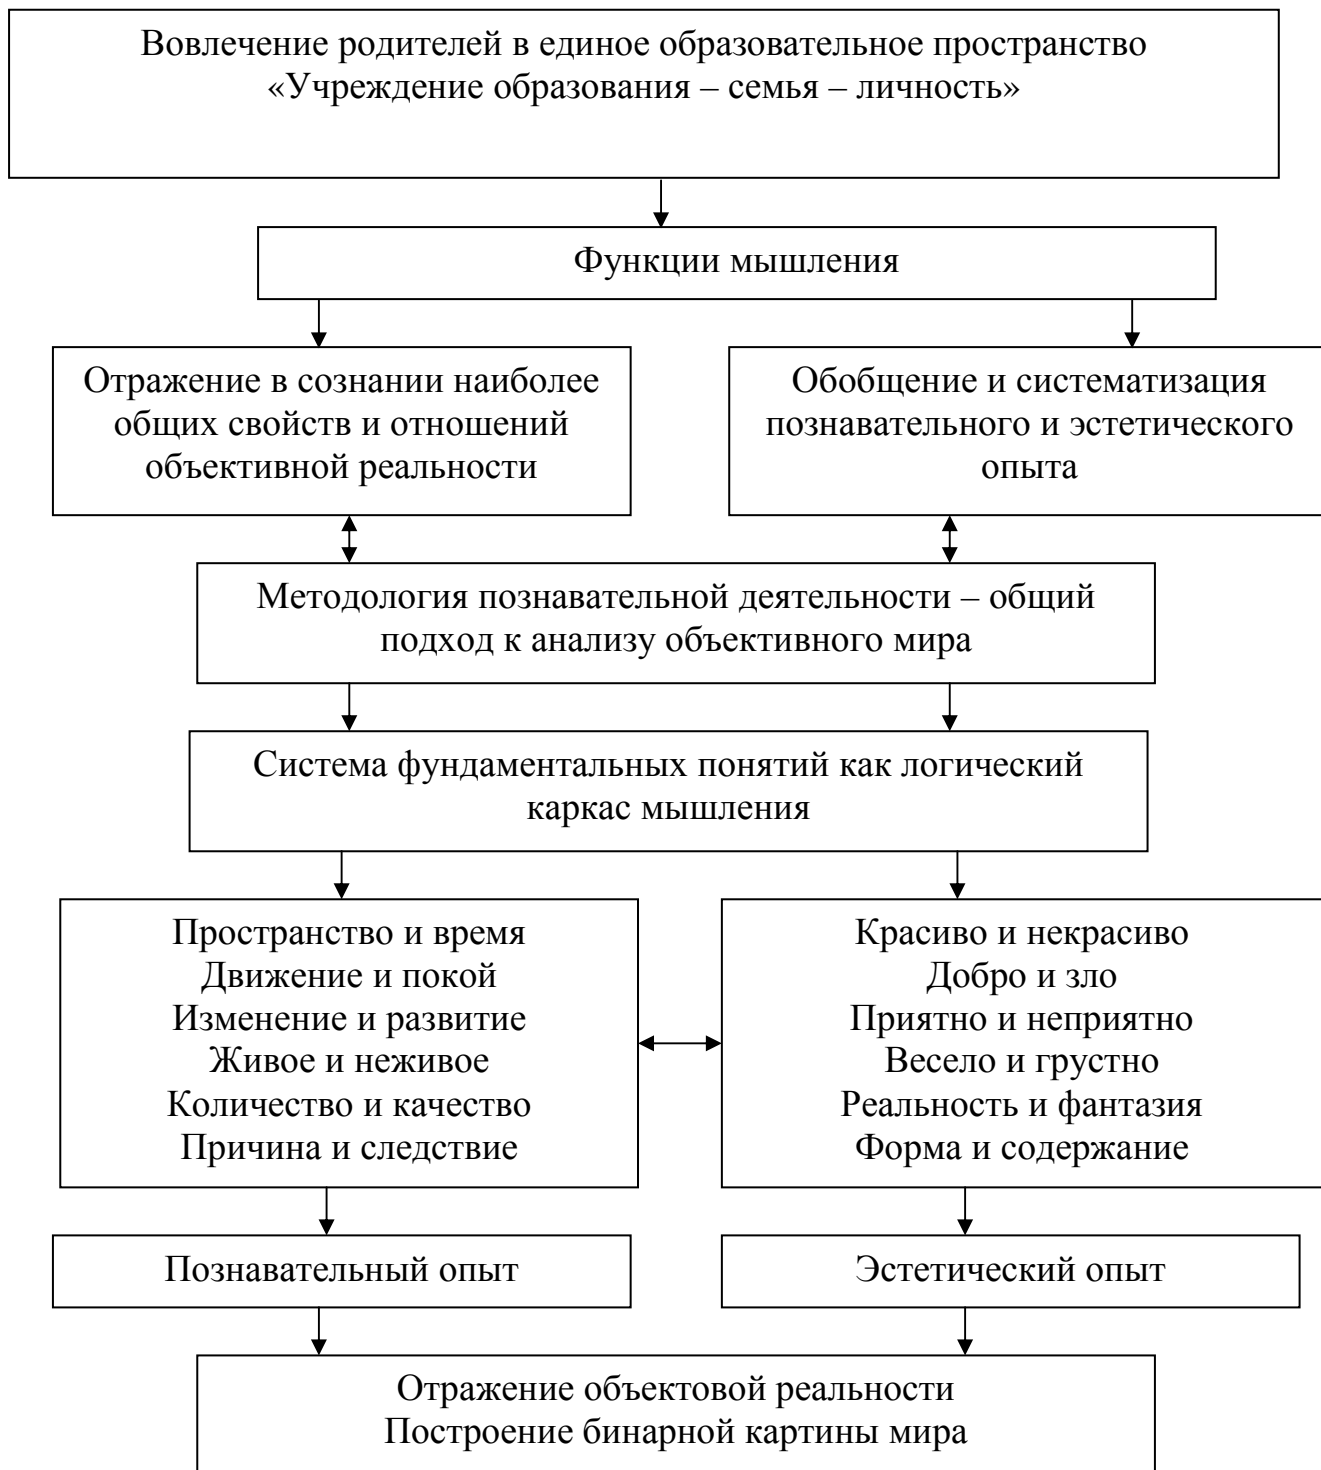 Вовлечение родителей в единое образовательное пространство
«Учреждение образования – семья – личность»
Функции мышления
Отражение в сознании наиболее
общих свойств и отношений
объективной реальности
Обобщение и систематизация
познавательного и эстетического
опыта
Методология познавательной деятельности – общий
подход к анализу объективного мира
Система фундаментальных понятий как логический
каркас мышления
Пространство и время
Движение и покой
Изменение и развитие
Живое и неживое
Количество и качество
Причина и следствие
Красиво и некрасиво
Добро и зло
Приятно и неприятно
Весело и грустно
Реальность и фантазия
Форма и содержание
Познавательный опыт
Эстетический опыт
Отражение объектовой реальности
Построение бинарной картины мира